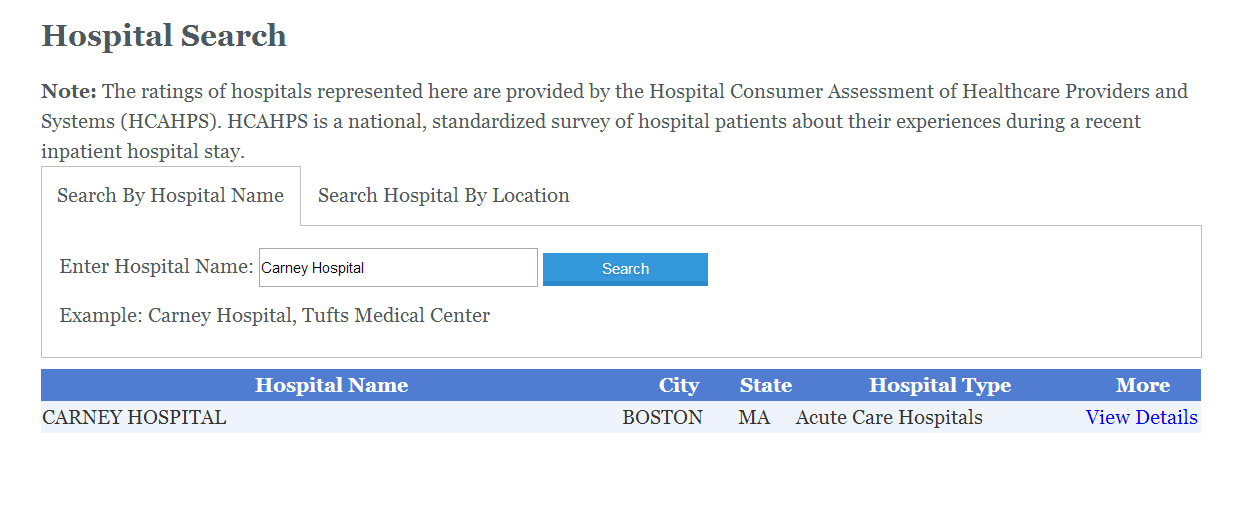 Hospital Search
Note: The ratings of hospitals represented here are provided by the Hospital Consumer Assessment of Healthcare Providers and
Systems (HCAHPS). HCAHPS is a national, standardized survey of hospital patients about their experiences during a recent
inpatient hospital stay.
Search By Hospital Name Search Hospital By Location
Enter Hospital Name: Carney Hospital Search
Example: Carney Hospital, Tufts Medical Center
Hospital Name City State Hospital Type More
CARNEY HOSPITAL BOSTON MA Acute Care Hospitals View Details